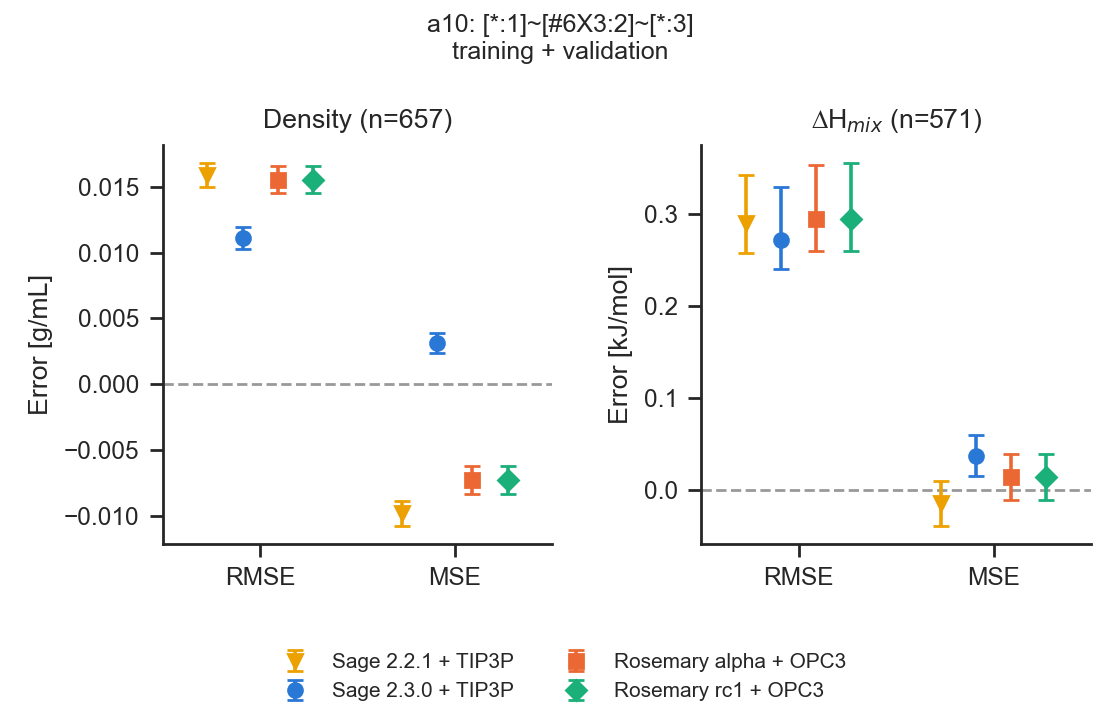 a10: [*:1]~[#6X3:2]~[*:3]
training + validation
Density (n=657)
Error [g/mL]
0.015
0.010
0.005
0.000
−0.005
−0.010
RMSE
MSE
ΔHmix (n=571)
Error [kJ/mol]
0.3
0.2
0.1
0.0
RMSE
MSE
Sage 2.2.1 + TIP3P
Sage 2.3.0 + TIP3P
Rosemary alpha + OPC3
Rosemary rc1 + OPC3